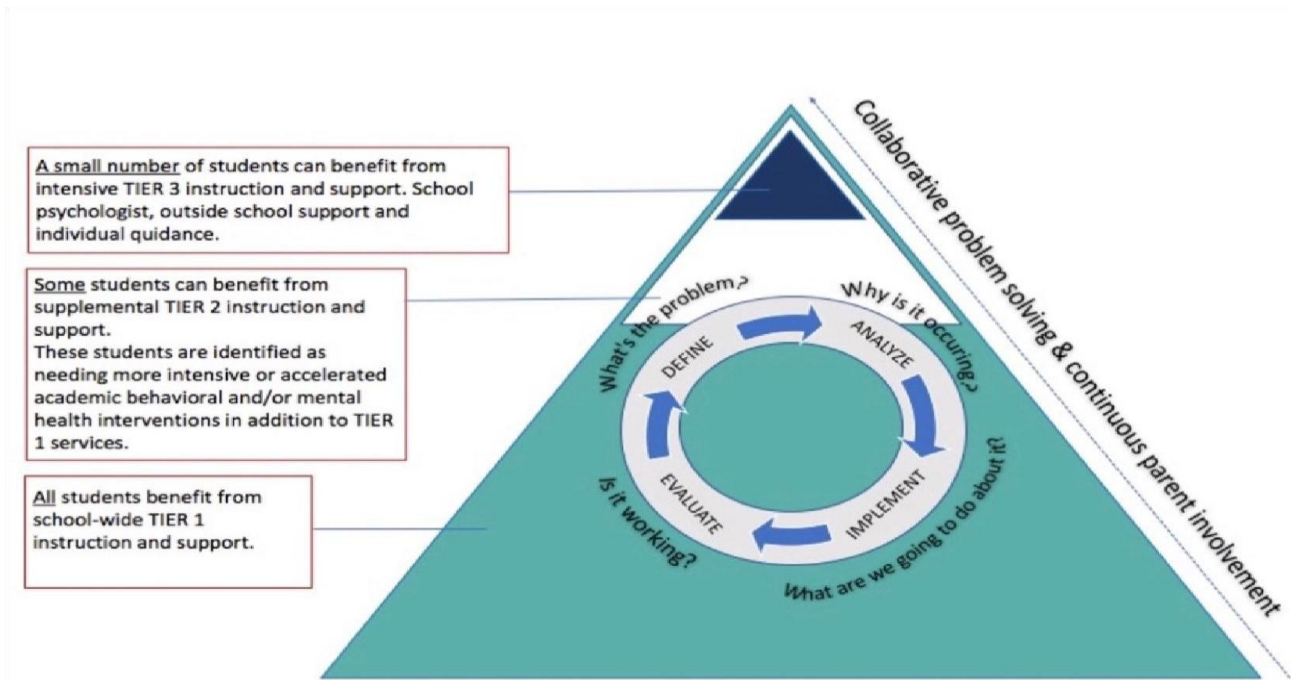 A small number of students can benefit from
intensive TIER 3 instruction and support. School
psychologist, outside school support and
individual quidance.
Some students can benefit from
supplemental TIER 2 instruction and
support.
These students are identified as
needing more intensive or accelerated
academic behavioral and/or mental
health interventions in addition to TIER
1 services.
All students benefit from
school-wide TIER 1
instruction and support.
What's the problem?
Why is it occuring?
What are we going to do about it?
Is it working?
DEFINE
ANALYZE
IMPLEMENT
EVALUATE
Collaborative problem solving & continuous parent involvement